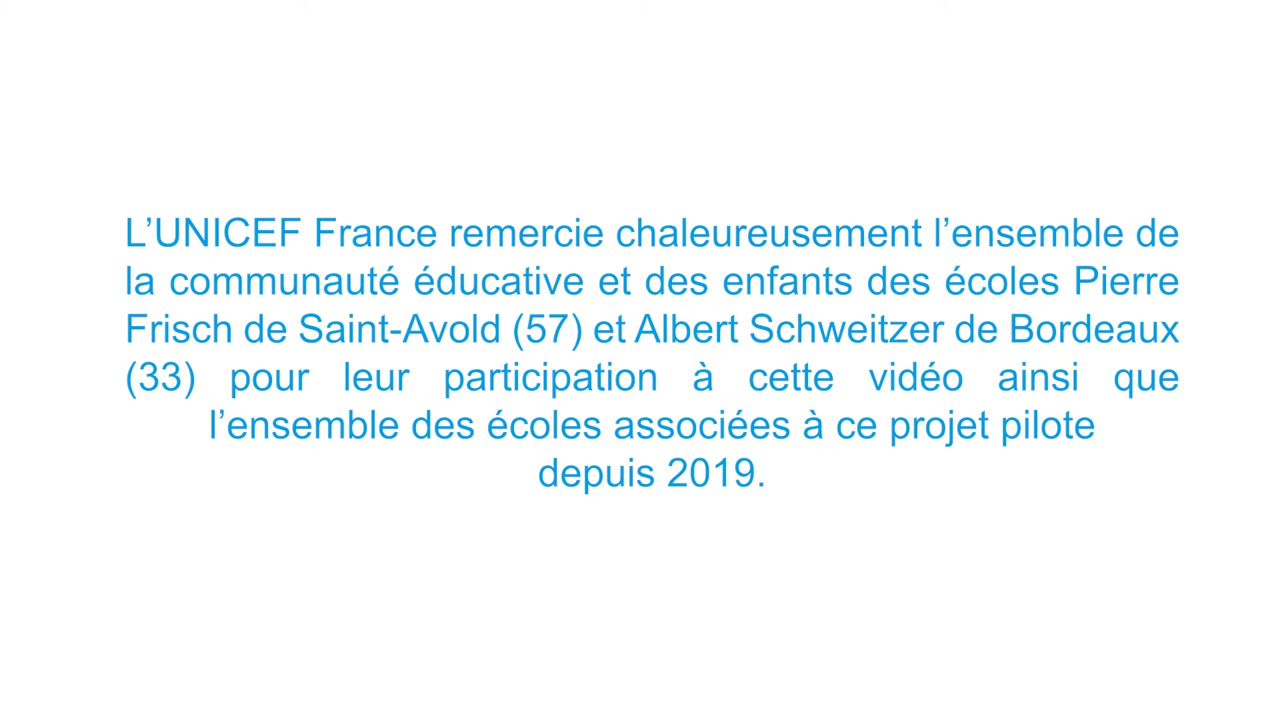 L’UNICEF France remercie chaleureusement l’ensemble de
la communauté éducative et des enfants des écoles Pierre
Frisch de Saint-Avold (57) et Albert Schweitzer de Bordeaux
(33) pour leur participation à cette vidéo ainsi que
l’ensemble des écoles associées à ce projet pilote
depuis 2019.